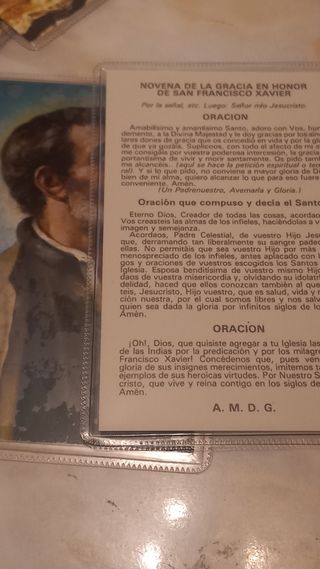 NOVENA DE LA GRACIA EN HONOR
DE SAN FRANCISCO XAVIER
Por la señal, etc. Luego: Señor mío Jesucristo.
ORACION
Amabilísimo y amantísimo Santo, adoro con Vos, hu
demente, a la Divina Majestad y le doy gracias por los sin
lares dones de gracia que os concedió en vida y por la gl
de que ya gozáis. Suplícoos, con todo el afecto de mi a
me consigáis por vuestra poderosa intercesión, la gracia
portantísima de vivir y morir santamente. Os pido tamb
me alcancéis... (aquí se hace la petición espiritual o tem
ral). Y si lo que pido, no conviene a mayor gloria de D
bien de mi alma, quiero alcanzar lo que para eso fuere
conveniente. Amén.
(Un Padrenuestro, Avemaría y Gloria.)
Oración que compuso y decía el Santo
Eterno Dios, Creador de todas las cosas, acordao
Vos creasteis las almas de los infieles, haciéndolas a v
imagen y semejanza.
Acordaos, Padre Celestial, de vuestro Hijo Jes
que, derramando tan liberalmente su sangre padec
ellas. No permitáis que sea vuestro Hijo por más
menospreciado de los infieles, antes aplacado con l
gos y oraciones de vuestros escogidos los Santos
Iglesia. Esposa benditísima de vuestro mismo Hij
daos de vuestra misericordia y, olvidando su idolatr
delidad, haced que ellos conozcan también al que
teis, Jesucristo, Hijo vuestro, que es salud, vida y r
ción nuestra, por el cual somos libres y nos salva
quien sea dada la gloria por infinitos siglos de lo
Amén.
ORACION
¡Oh!, Dios, que quisiste agregar a tu Iglesia las
de las Indias por la predicación y por los milagr
Francisco Xavier! Concédenos que, pues ven
gloria de sus insignes merecimientos, imitemos ta
ejemplos de sus heroicas virtudes. Por Nuestro S
cristo, que vive y reina contigo en los siglos de
Amén.
A. M. D. G.